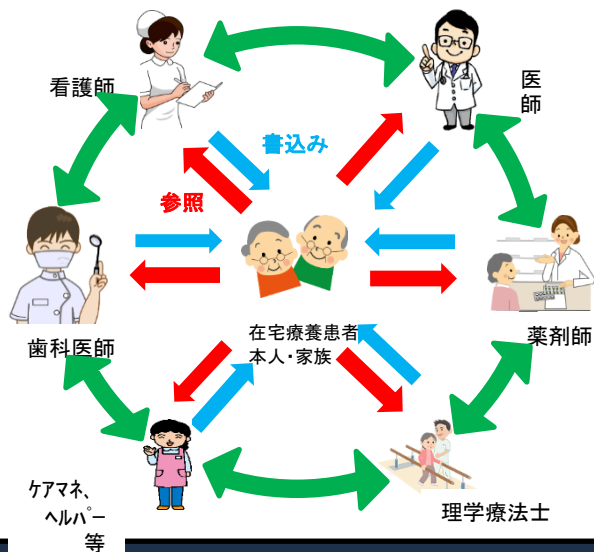 看護師
医
師
書込み
参照
歯科医師
在宅療養患者
本人・家族
薬剤師
ケアマネ、
ヘルパー
等
理学療法士